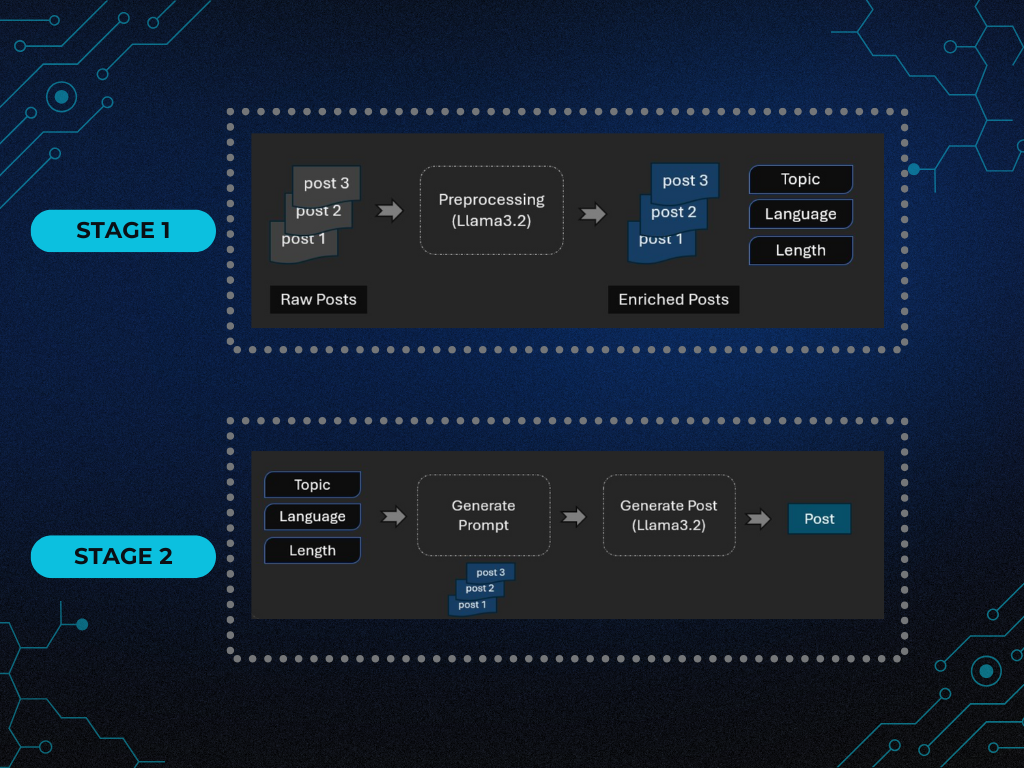 STAGE 1
post 3
post 2
post 1
Raw Posts
Preprocessing
(Llama3.2)
post 3
post 2
post 1
Enriched Posts
Topic
Language
Length
STAGE 2
Topic
Language
Length
Generate
Prompt
post 3
post 2
post 1
Generate Post
(Llama3.2)
Post